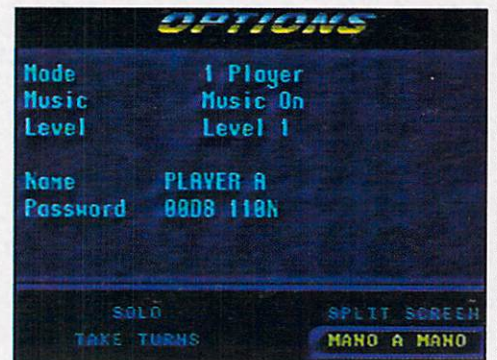 OPTIONS
Mode 1 Player
Music Music On
Level Level 1
Name PLAYER A
Password 00D8 110N
SOLO SPLIT SCREEN
TAKE TURNS MANO A MANO